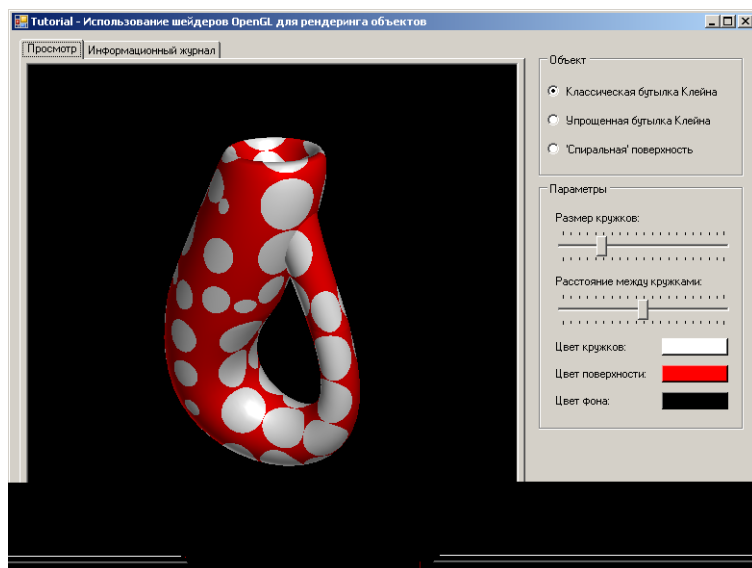 Tutorial - Использование шейдеров OpenGL для рендеринга объектов
Просмотр
Информационный журнал
Объект
Классическая бутылка Клейна
Упрощенная бутылка Клейна
'Спиральная' поверхность
Параметры
Размер кружков:
Расстояние между кружками:
Цвет кружков:
Цвет поверхности:
Цвет фона: